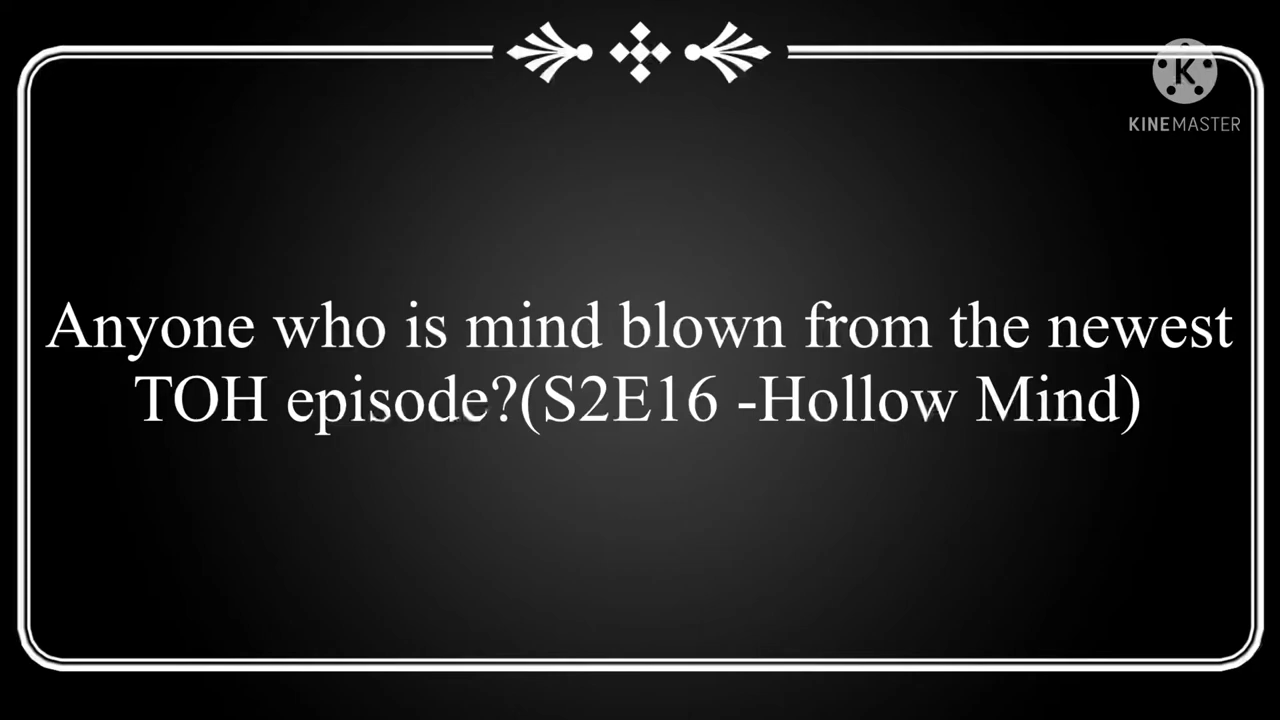 K
KINEMASTER
Anyone who is mind blown from the newest
TOH episode?(S2E16 -Hollow Mind)